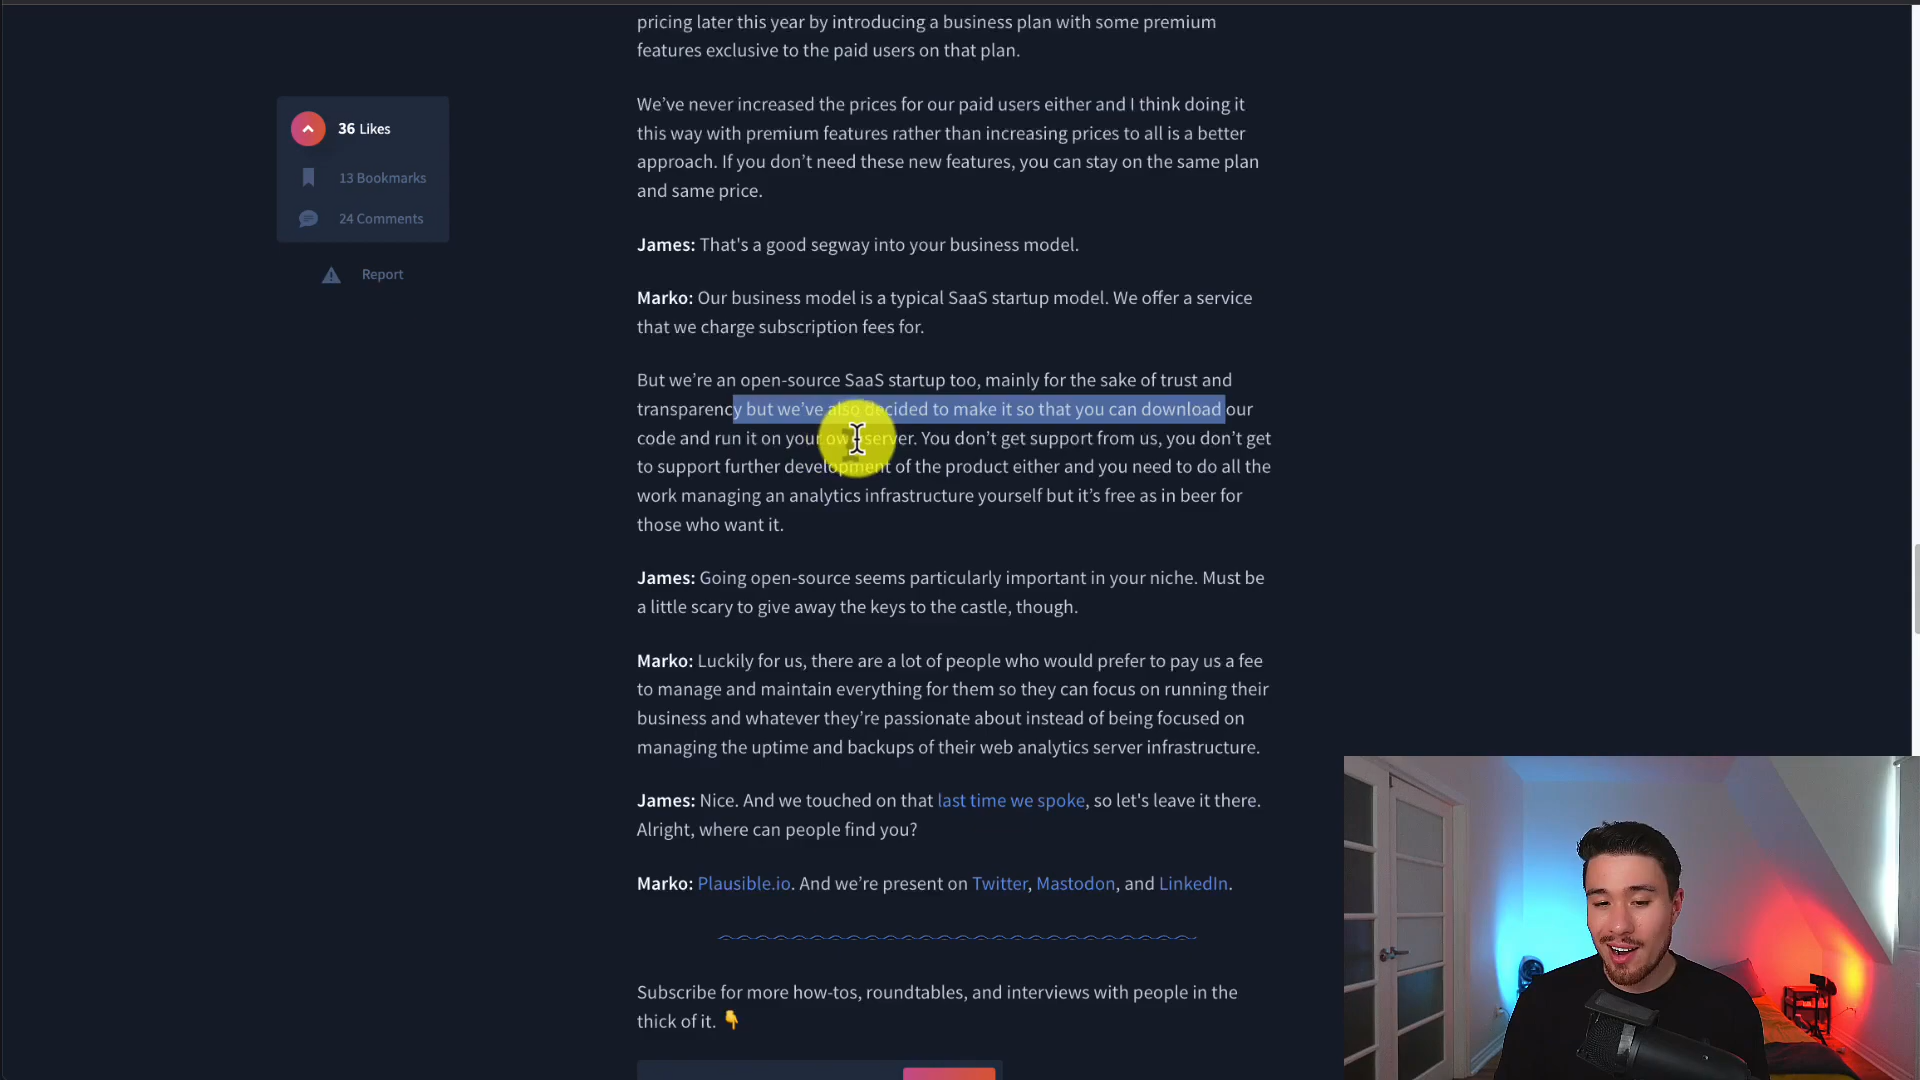 pricing later this year by introducing a business plan with some premium
features exclusive to the paid users on that plan.
We’ve never increased the prices for our paid users either and I think doing it
this way with premium features rather than increasing prices to all is a better
approach. If you don’t need these new features, you can stay on the same plan
and same price.
36 Likes
13 Bookmarks
24 Comments
Report
James: That's a good segway into your business model.
Marko: Our business model is a typical SaaS startup model. We offer a service
that we charge subscription fees for.
But we’re an open-source SaaS startup too, mainly for the sake of trust and
transparency but we’ve also decided to make it so that you can download our
code and run it on your own server. You don’t get support from us, you don’t get
to support further development of the product either and you need to do all the
work managing an analytics infrastructure yourself but it’s free as in beer for
those who want it.
James: Going open-source seems particularly important in your niche. Must be
a little scary to give away the keys to the castle, though.
Marko: Luckily for us, there are a lot of people who would prefer to pay us a fee
to manage and maintain everything for them so they can focus on running their
business and whatever they’re passionate about instead of being focused on
managing the uptime and backups of their web analytics server infrastructure.
James: Nice. And we touched on that last time we spoke, so let's leave it there.
Alright, where can people find you?
Marko: Plausible.io. And we’re present on Twitter, Mastodon, and LinkedIn.
Subscribe for more how-tos, roundtables, and interviews with people in the
thick of it. 👇